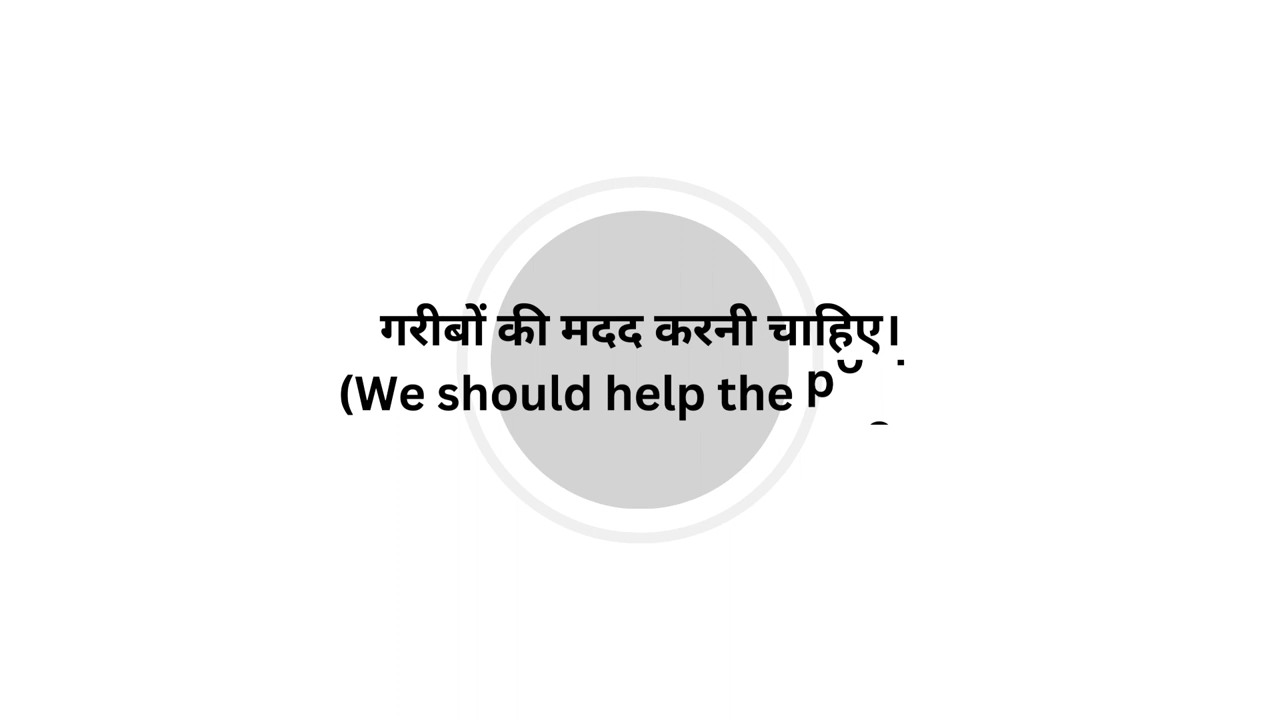 गरीबों की मदद करनी चाहिए।
(We should help the